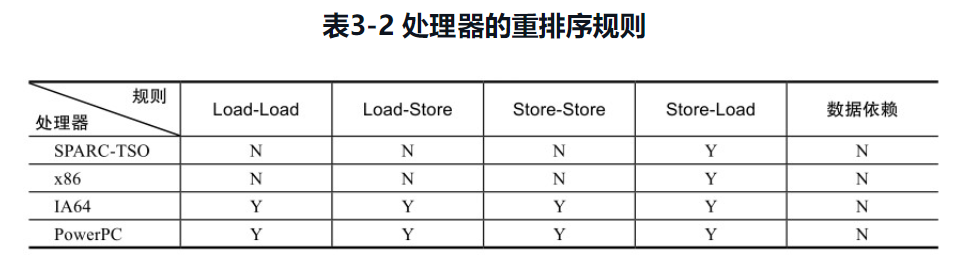 表3-2 处理器的重排序规则
规则 Load-Load Load-Store Store-Store Store-Load 数据依赖
处理器
SPARC-TSO N N N Y N
x86 N N N Y N
IA64 Y Y Y Y N
PowerPC Y Y Y Y N